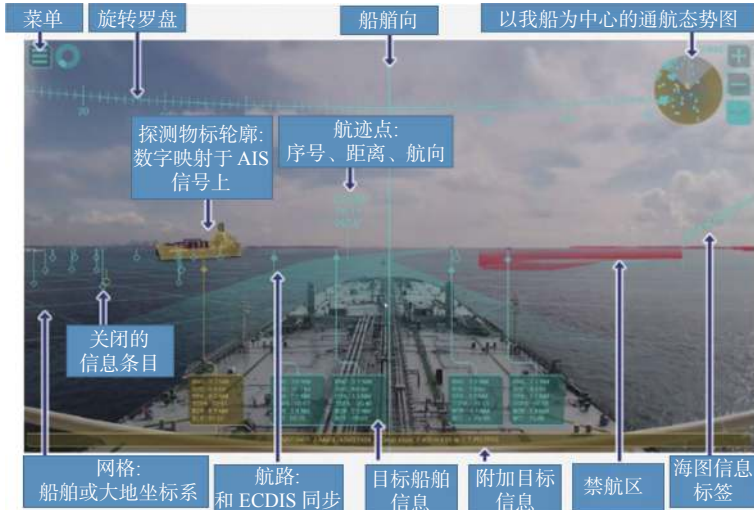 菜单
旋转罗盘
船艏向
以我船为中心的通航态势图
探测物标轮廓:
数字映射于 AIS
信号上
航迹点:
序号、距离、航向
关闭的
信息条目
网格:
船舶或大地坐标系
航路:
和 ECDIS 同步
目标船舶
信息
附加目标
信息
禁航区
海图信息
标签